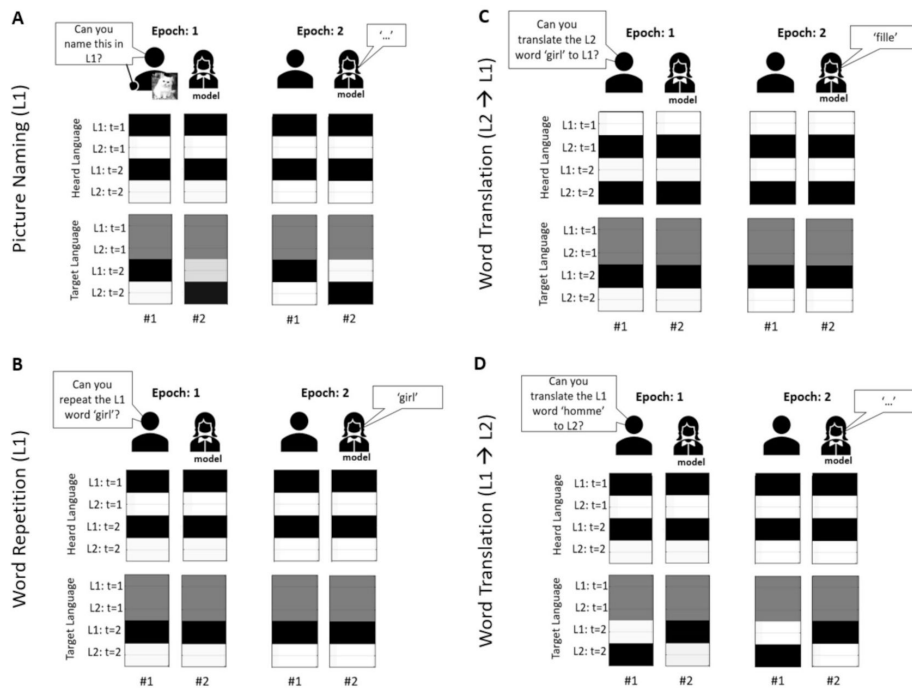 A
Picture Naming (L1)
Can you
name this in
L1?
Epoch: 1
model
Epoch: 2
'...'
model
Heard Language
L1: t=1
L2: t=1
L1: t=2
L2: t=2
Target Language
L1: t=1
L2: t=1
L1: t=2
L2: t=2
#1 #2 #1 #2
B
Word Repetition (L1)
Can you
repeat the L1
word 'girl'?
Epoch: 1
model
Epoch: 2
'girl'
model
Heard Language
L1: t=1
L2: t=1
L1: t=2
L2: t=2
Target Language
L1: t=1
L2: t=1
L1: t=2
L2: t=2
#1 #2 #1 #2
C
Word Translation (L2 → L1)
Can you
translate the L2
word 'girl' to L1?
Epoch: 1
model
Epoch: 2
'fille'
model
Heard Language
L1: t=1
L2: t=1
L1: t=2
L2: t=2
Target Language
L1: t=1
L2: t=1
L1: t=2
L2: t=2
#1 #2 #1 #2
D
Word Translation (L1 → L2)
Can you
translate the L1
word 'homme'
to L2?
Epoch: 1
model
Epoch: 2
'...'
model
Heard Language
L1: t=1
L2: t=1
L1: t=2
L2: t=2
Target Language
L1: t=1
L2: t=1
L1: t=2
L2: t=2
#1 #2 #1 #2